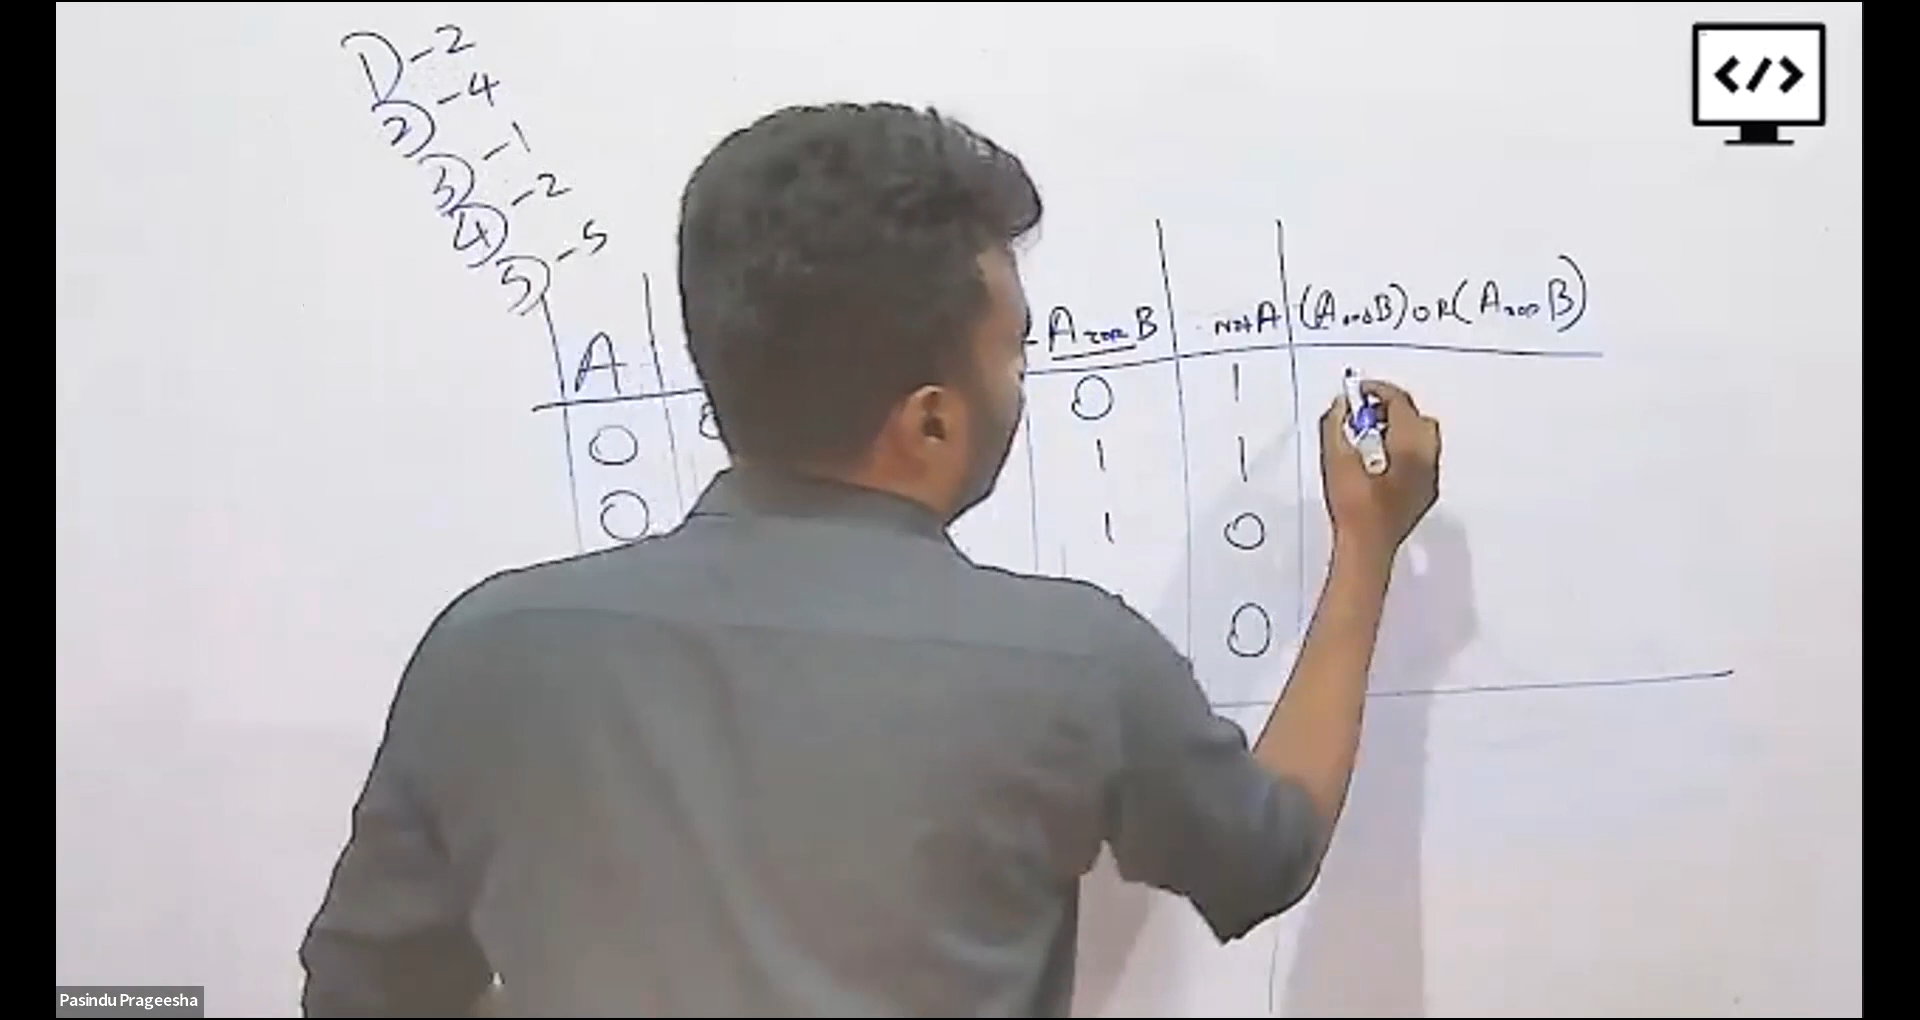 1) - 2
2) - 4
3) - 1
4) - 2
5) - 5
A
A xor B
NOT A
(A and B) OR (A xor B)
0 0 1
0 1 1
1 0
0
</>
Pasindu Prageesha